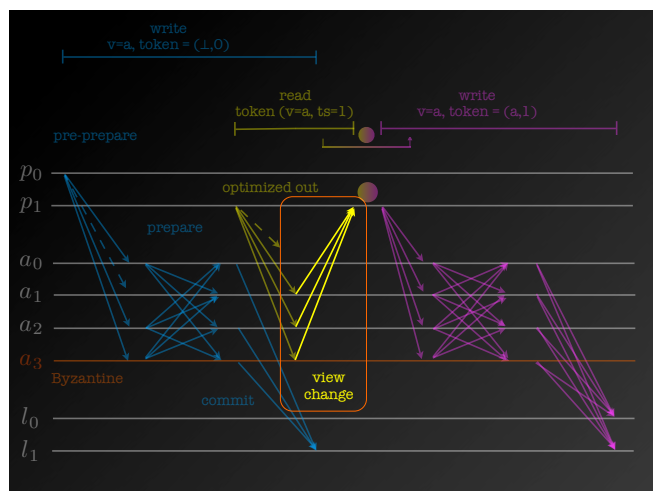 write
v=a, token = (⊥,0)
read
token (v=a, ts=1)
write
v=a, token = (a,1)
pre-prepare
p0
optimized out
p1
prepare
a0
a1
a2
a3
Byzantine
view
change
commit
l0
l1